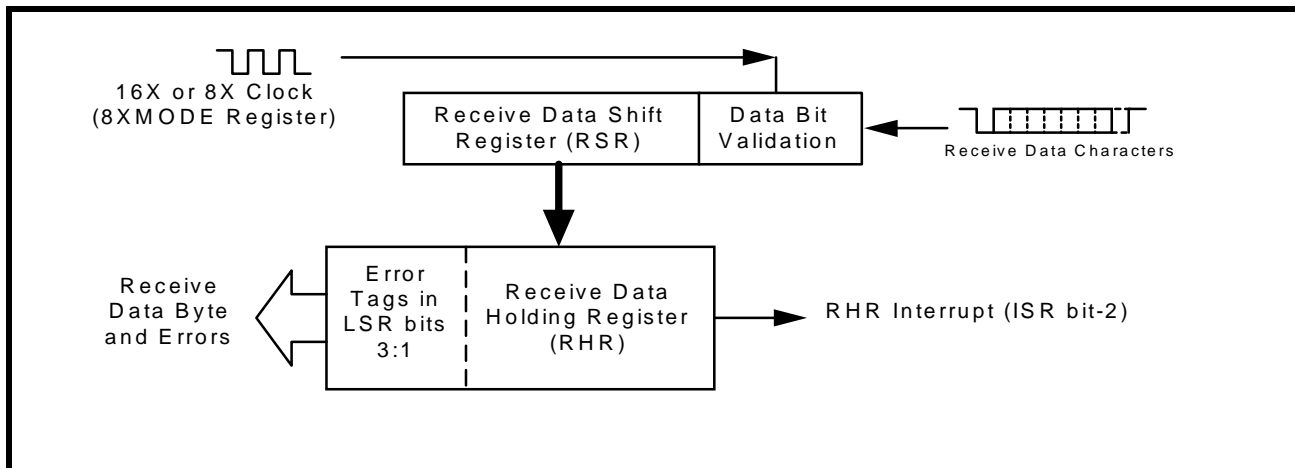 16X or 8X Clock
(8XMODE Register)
Receive Data Shift
Register (RSR)
Data Bit
Validation
Receive Data Characters
Receive
Data Byte
and Errors
Error
Tags in
LSR bits
3:1
Receive Data
Holding Register
(RHR)
RHR Interrupt (ISR bit-2)